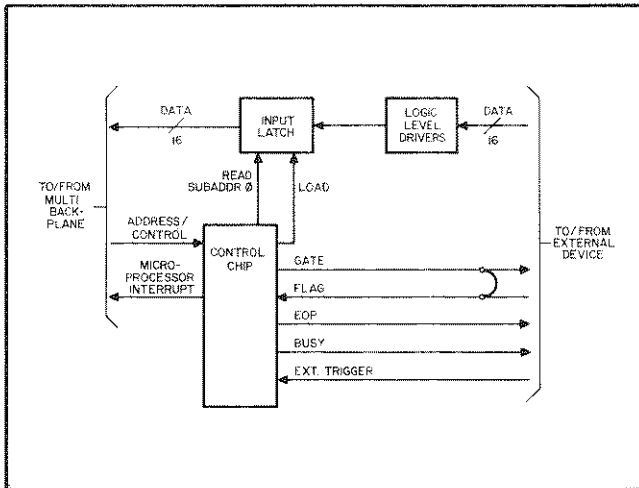 DATA
16
INPUT
LATCH
LOGIC
LEVEL
DRIVERS
DATA
16
READ
SUBADDR Ø
LOAD
TO/FROM
MULTI
BACK-
PLANE
ADDRESS/
CONTROL
MICRO-
PROCESSOR
INTERRUPT
CONTROL
CHIP
GATE
FLAG
EOP
BUSY
EXT. TRIGGER
TO/FROM
EXTERNAL
DEVICE